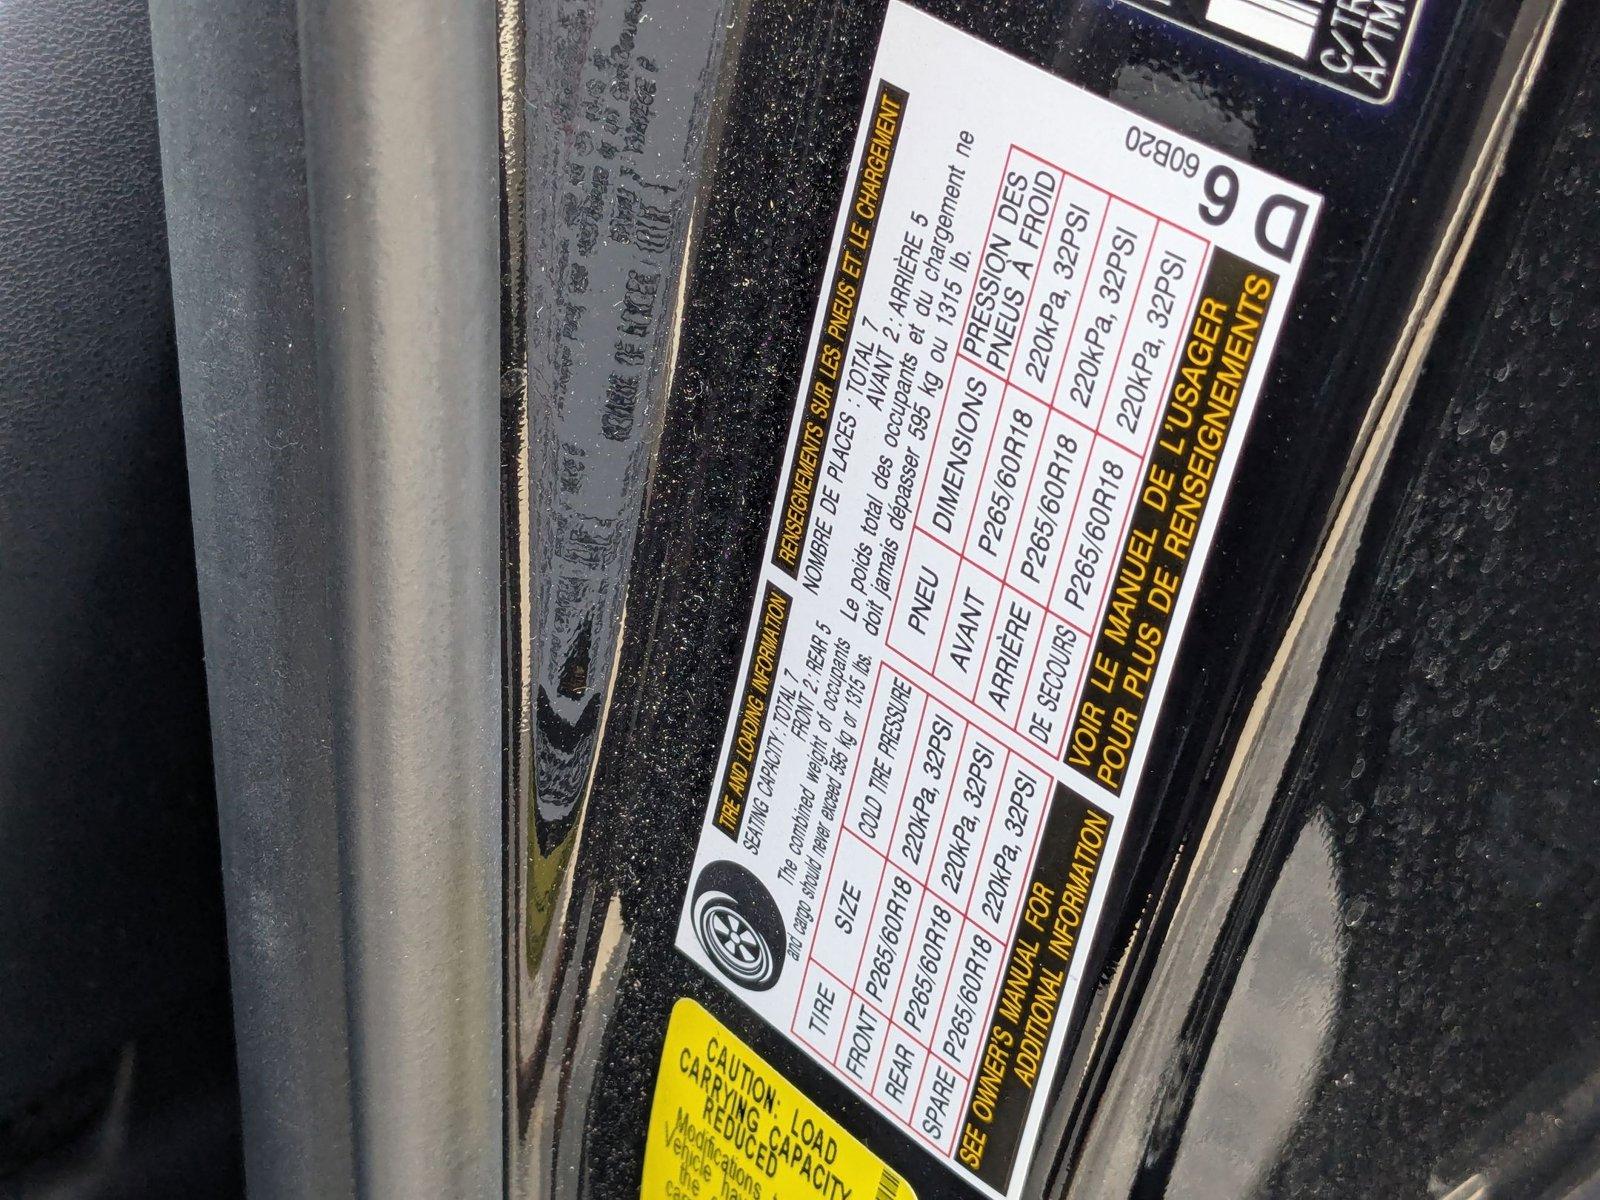 TIRE AND LOADING INFORMATION
RENSEIGNEMENTS SUR LES PNEUS ET LE CHARGEMENT
SEATING CAPACITY : TOTAL 7
FRONT 2 : REAR 5
NOMBRE DE PLACES : TOTAL 7
AVANT 2 : ARRIÈRE 5
The combined weight of occupants
and cargo should never exceed 595 kg or 1315 lbs.
Le poids total des occupants et du chargement ne
doit jamais dépasser 595 kg ou 1315 lb.
TIRE SIZE COLD TIRE PRESSURE
FRONT P265/60R18 220kPa, 32PSI
REAR P265/60R18 220kPa, 32PSI
SPARE P265/60R18 220kPa, 32PSI
PNEU DIMENSIONS PRESSION DES
PNEUS À FROID
AVANT P265/60R18 220kPa, 32PSI
ARRIÈRE P265/60R18 220kPa, 32PSI
DE SECOURS P265/60R18 220kPa, 32PSI
SEE OWNER'S MANUAL FOR
ADDITIONAL INFORMATION
VOIR LE MANUEL DE L'USAGER
POUR PLUS DE RENSEIGNEMENTS
60B20
D 6
CAUTION: LOAD
CARRYING CAPACITY
REDUCED
Modifications
Vehicle
the
C/TR
A/TM